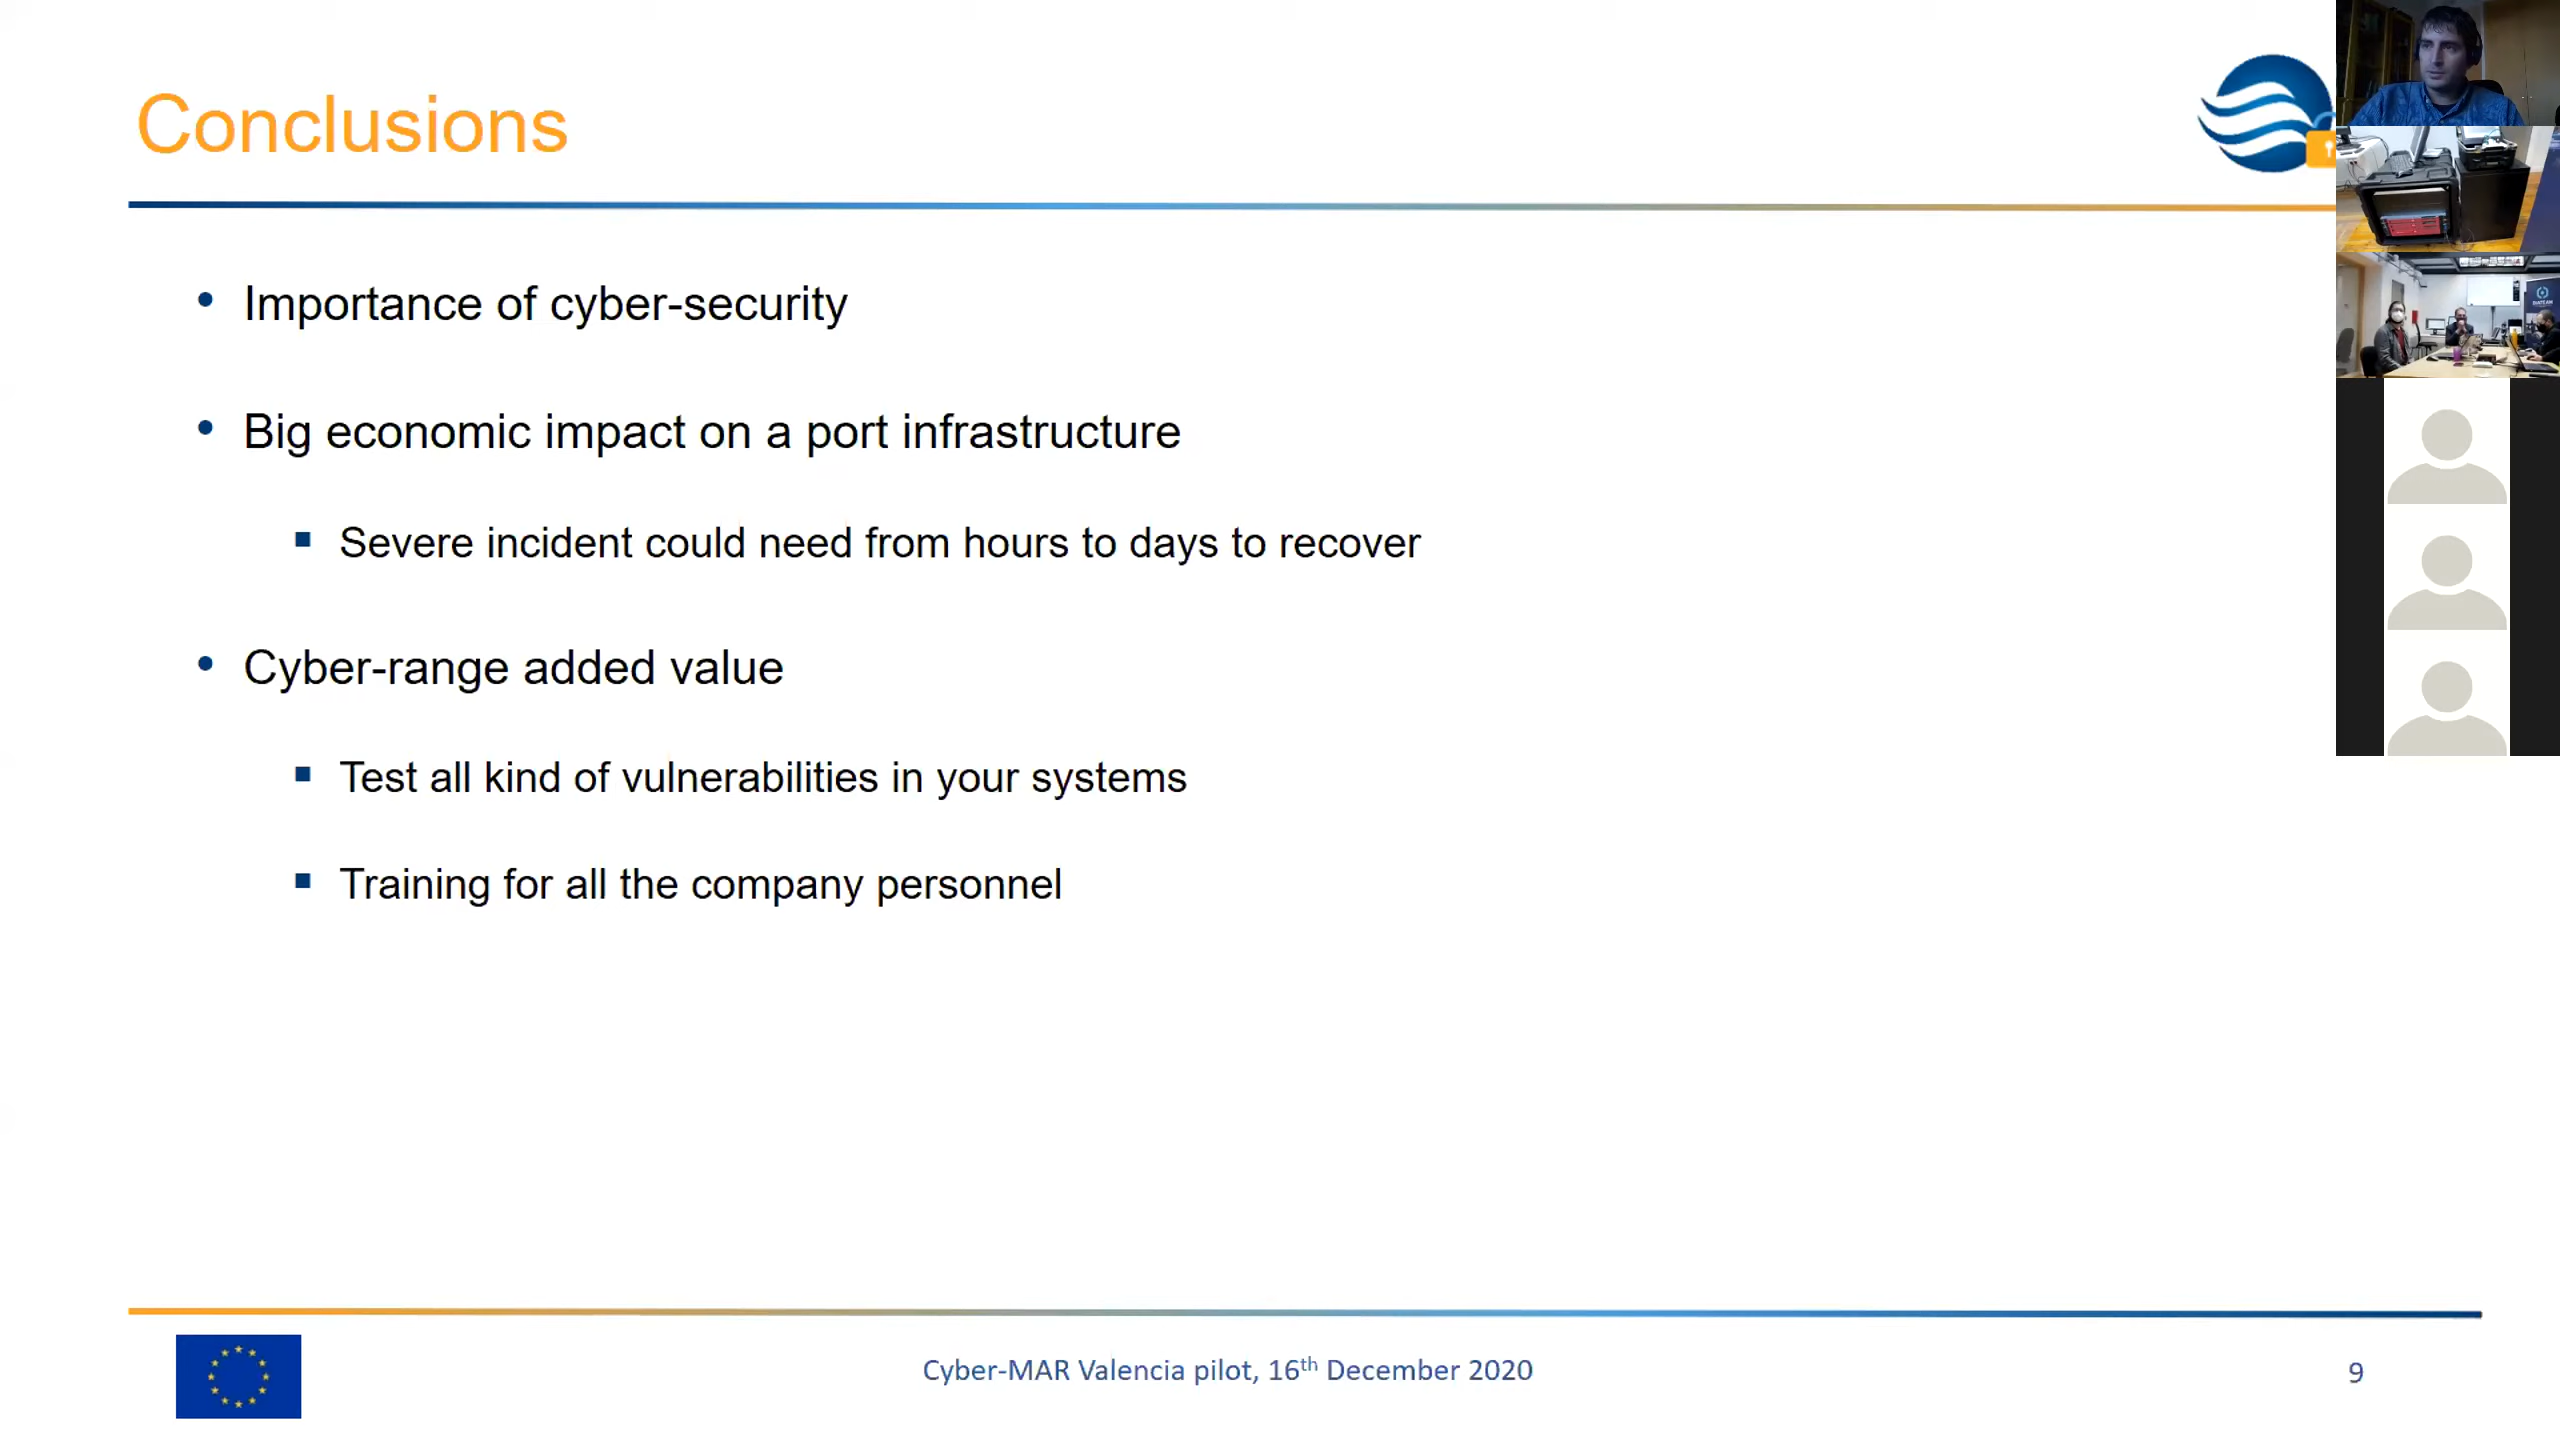 Conclusions
Importance of cyber-security
Big economic impact on a port infrastructure
Severe incident could need from hours to days to recover
Cyber-range added value
Test all kind of vulnerabilities in your systems
Training for all the company personnel
Cyber-MAR Valencia pilot, 16th December 2020
9